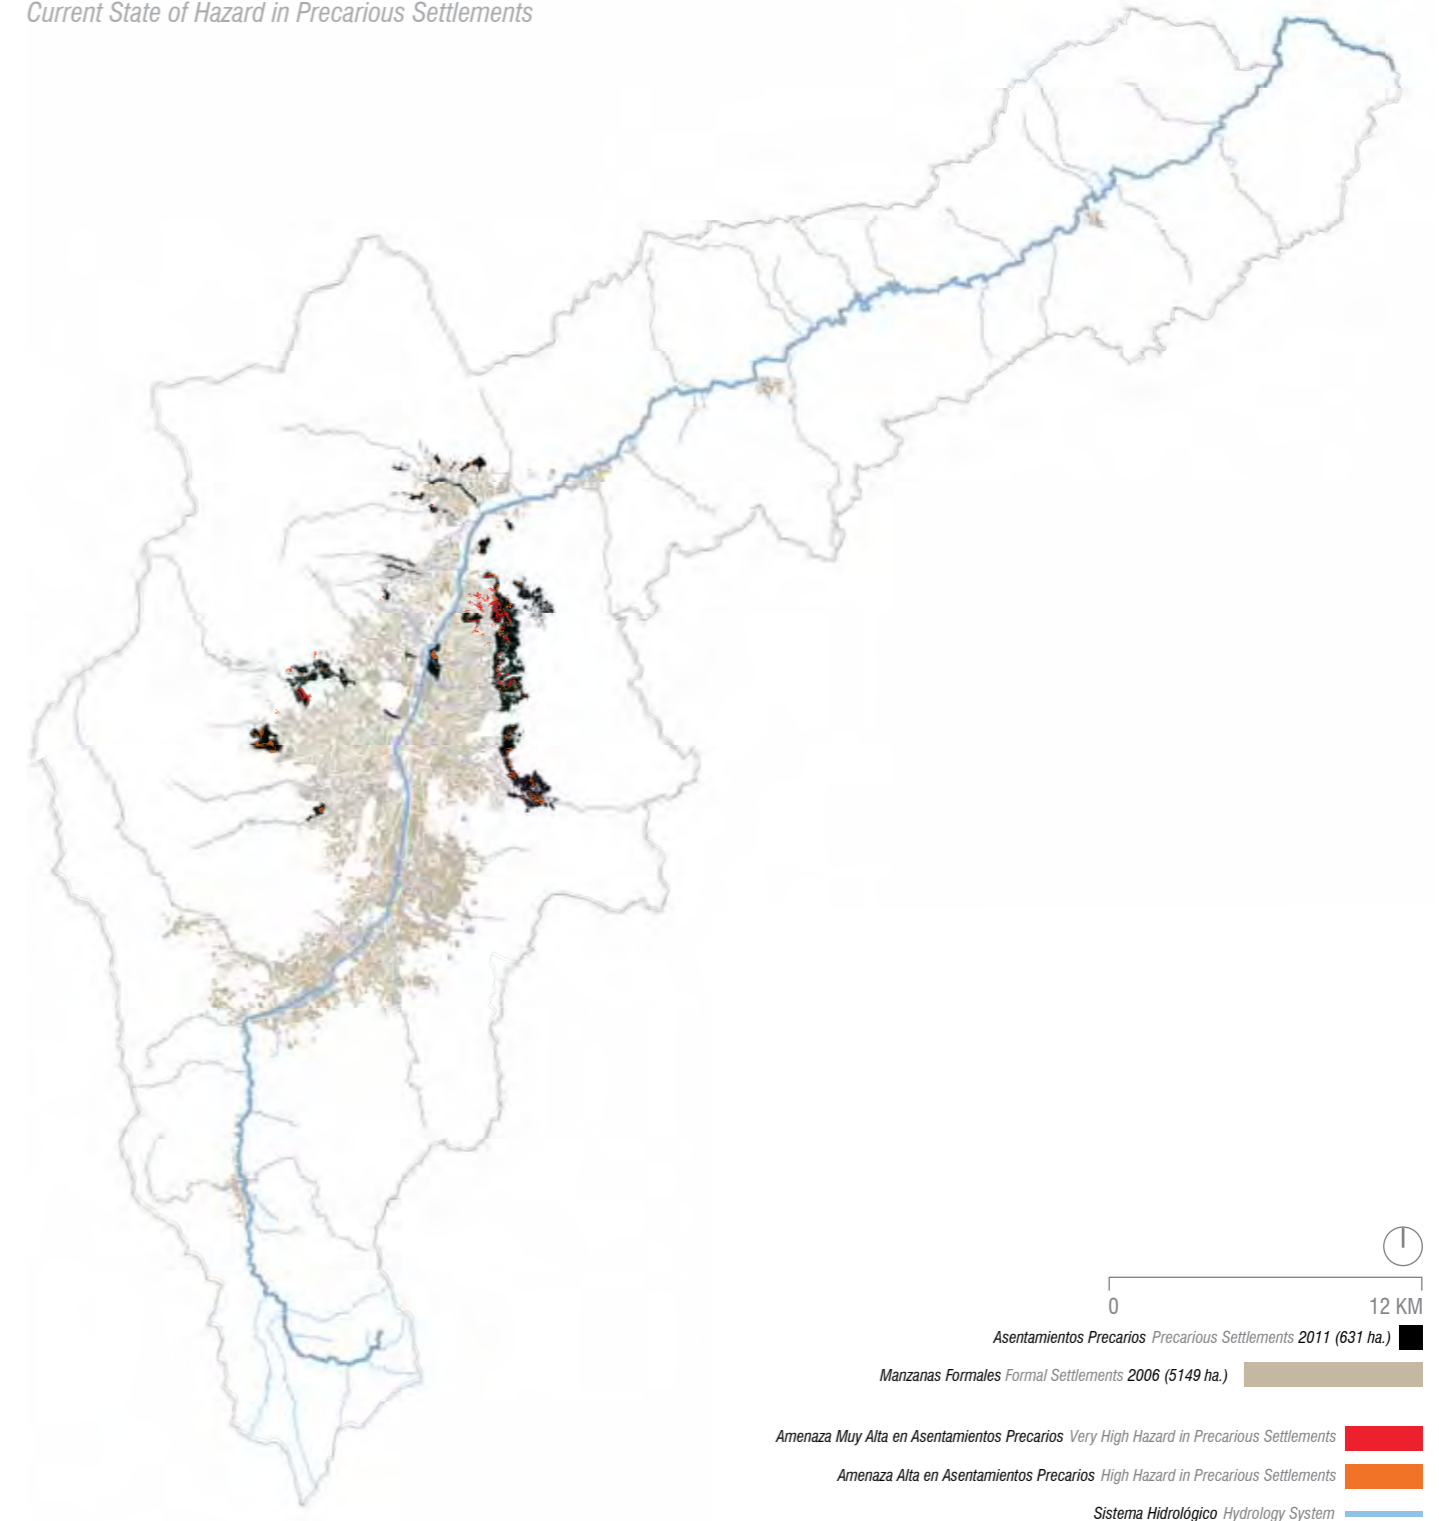 Current State of Hazard in Precarious Settlements
0 12 KM
Asentamientos Precarios Precarious Settlements 2011 (631 ha.)
Manzanas Formales Formal Settlements 2006 (5149 ha.)
Amenaza Muy Alta en Asentamientos Precarios Very High Hazard in Precarious Settlements
Amenaza Alta en Asentamientos Precarios High Hazard in Precarious Settlements
Sistema Hidrológico Hydrology System